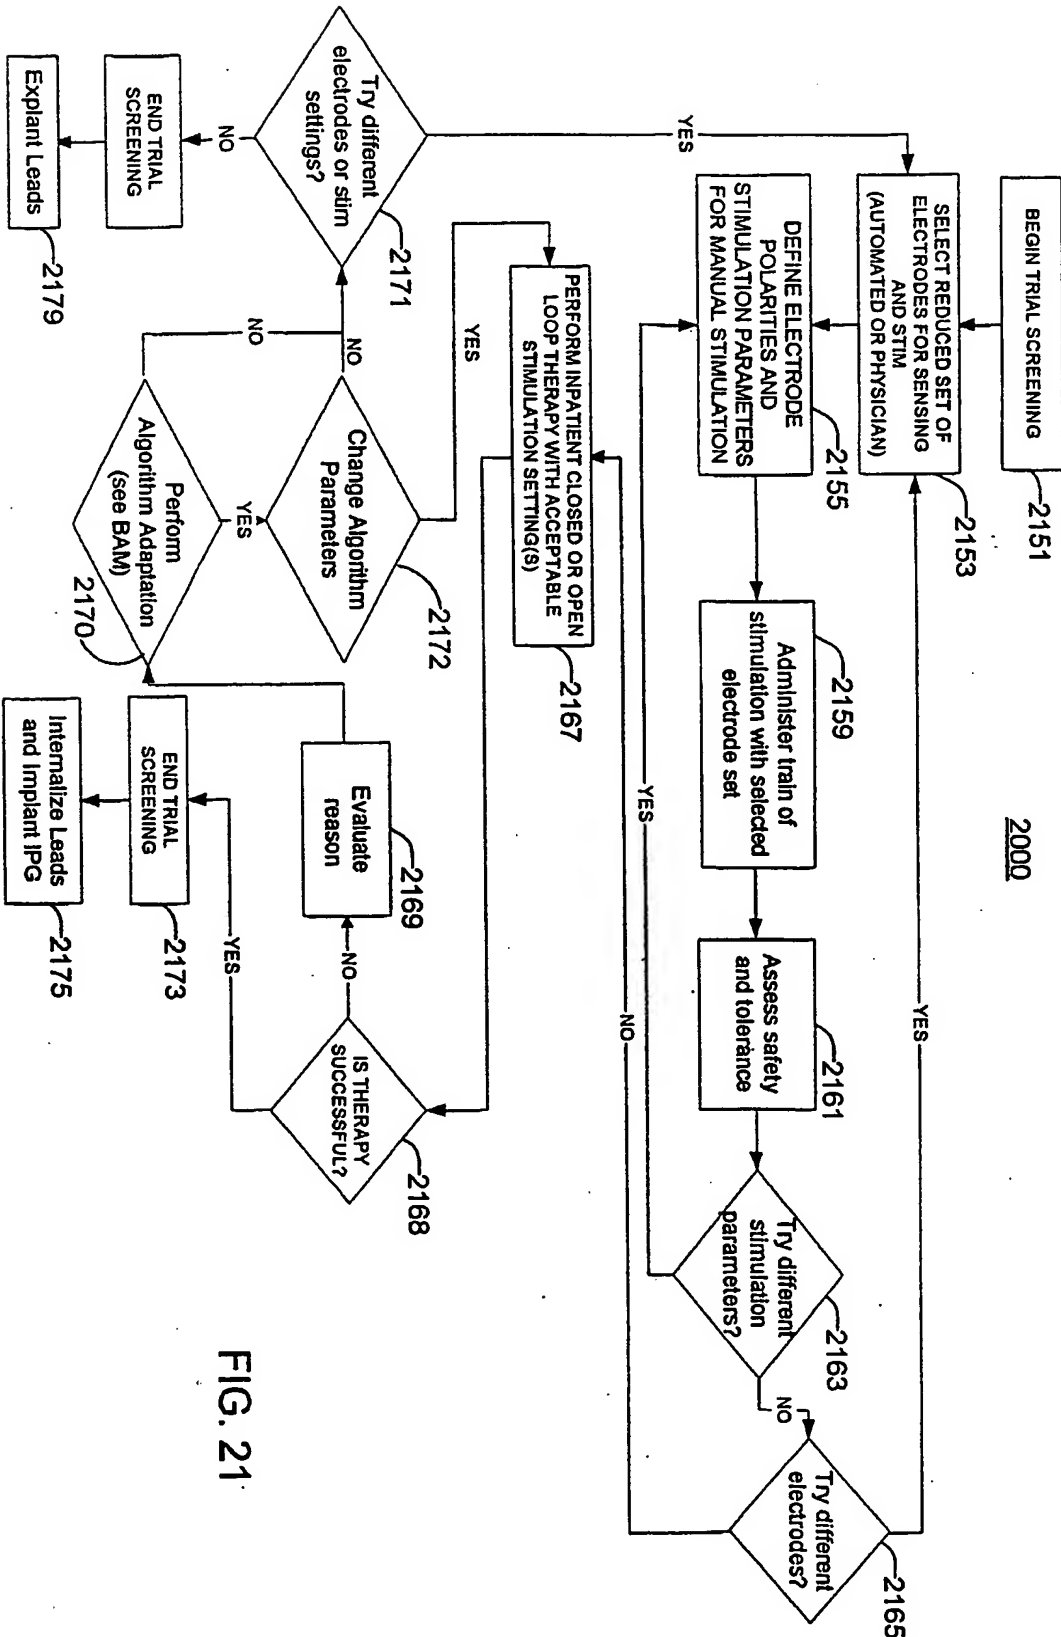 2000
BEGIN TRIAL SCREENING
2151
SELECT REDUCED SET OF
ELECTRODES FOR SENSING
AND STIM
(AUTOMATED OR PHYSICIAN)
2153
DEFINE ELECTRODE
POLARITIES AND
STIMULATION PARAMETERS
FOR MANUAL STIMULATION
2155
Administer train of
stimulation with selected
electrode set
2159
Assess safety
and tolerance
2161
Try different
stimulation
parameters?
2163
YES
NO
Try different
electrodes?
2165
YES
NO
PERFORM INPATIENT CLOSED OR OPEN
LOOP THERAPY WITH ACCEPTABLE
STIMULATION SETTING(S)
2167
IS THERAPY
SUCCESSFUL?
2168
NO
YES
Evaluate
reason
2169
Perform
Algorithm Adaptation
(see BAM)
2170
YES
NO
Change Algorithm
Parameters
2172
YES
NO
Try different
electrodes or stim
settings?
2171
YES
NO
END TRIAL
SCREENING
Explant Leads
2179
END TRIAL
SCREENING
2173
Internalize Leads
and Implant IPG
2175
FIG. 21